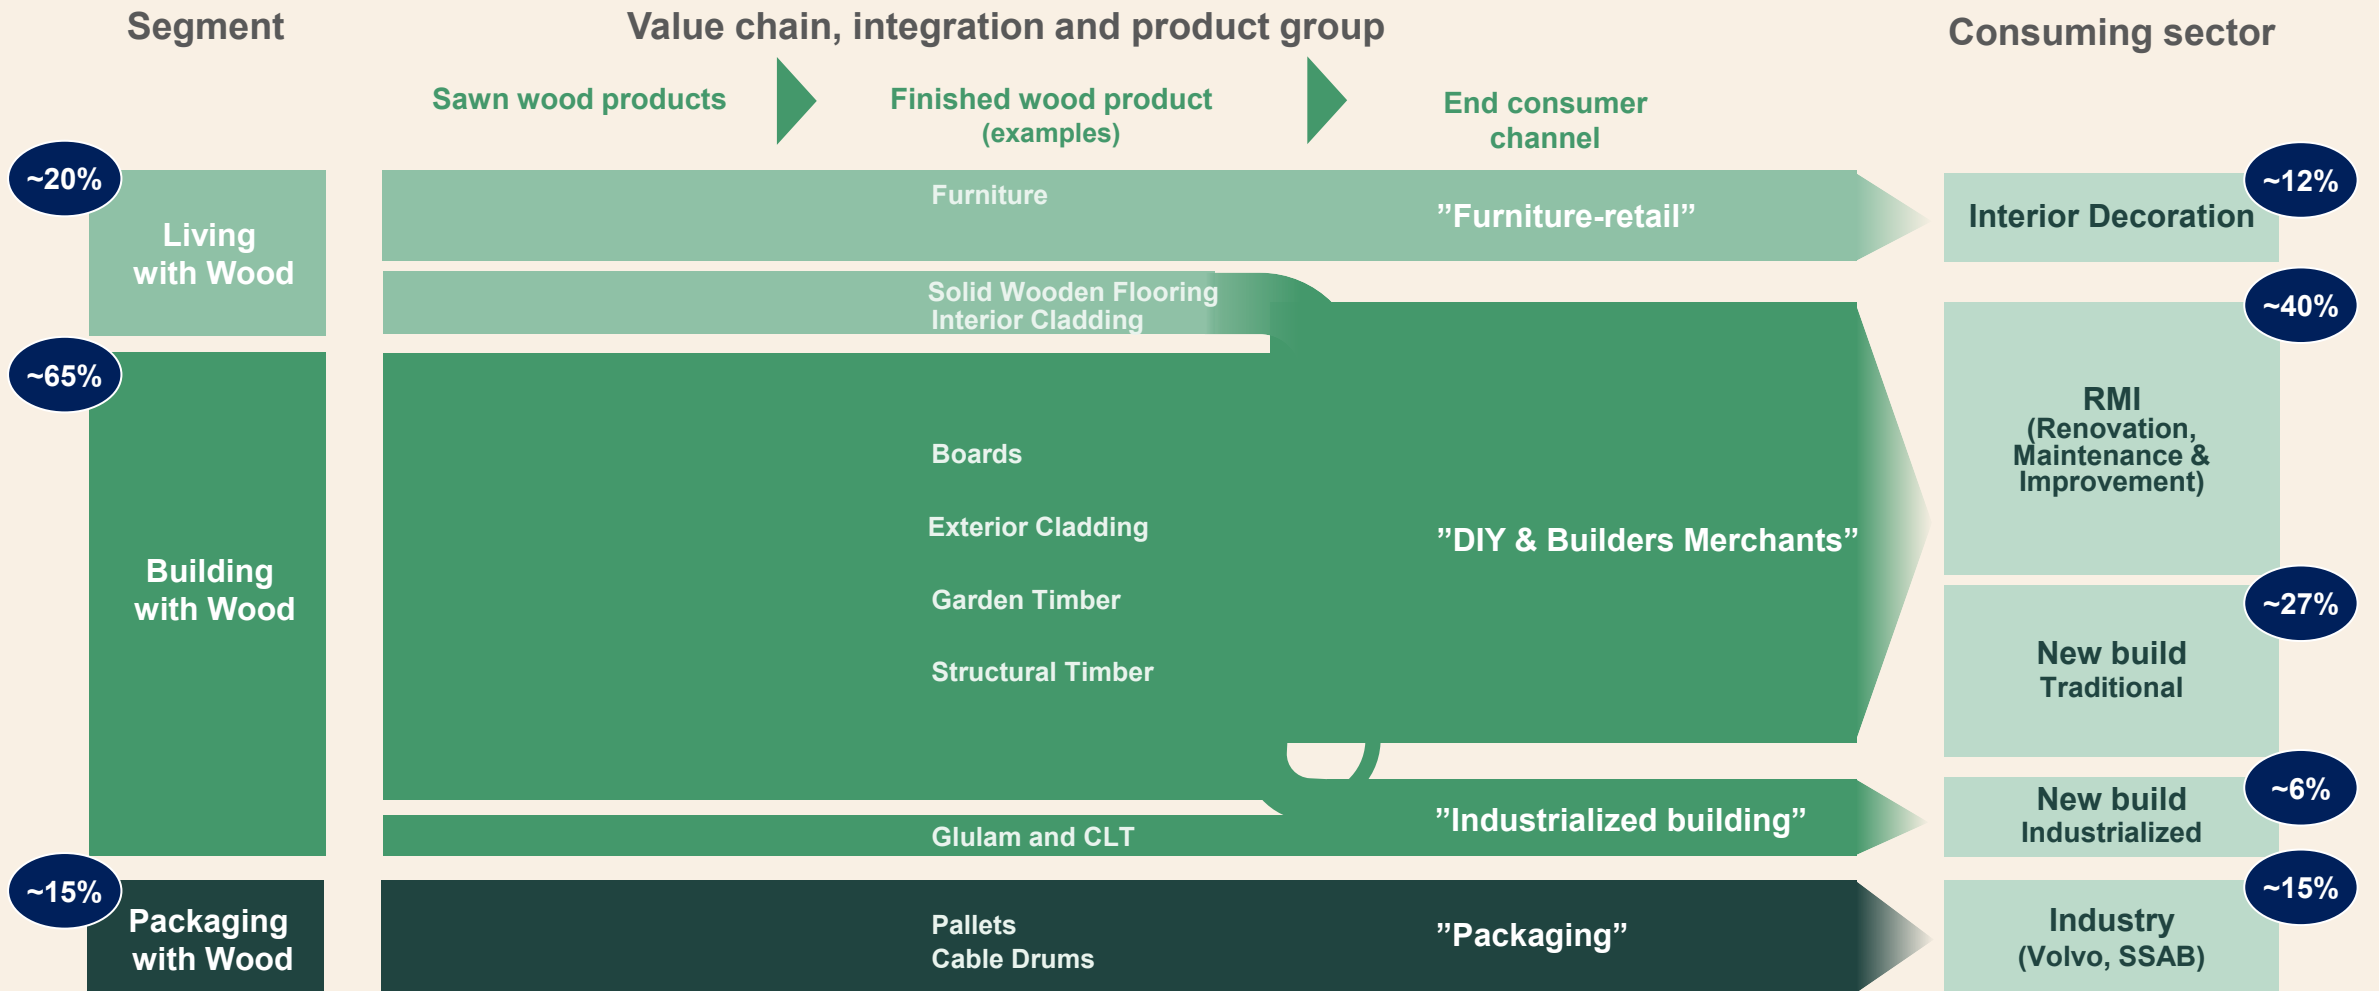 Segment
Value chain, integration and product group
Consuming sector
Sawn wood products
Finished wood product
(examples)
End consumer
channel
~20%
Living
with Wood
Furniture
”Furniture-retail”
~12%
Interior Decoration
Solid Wooden Flooring
Interior Cladding
~65%
Building
with Wood
Boards
Exterior Cladding
Garden Timber
Structural Timber
”DIY & Builders Merchants”
~40%
RMI
(Renovation,
Maintenance &
Improvement)
~27%
New build
Traditional
Glulam and CLT
”Industrialized building”
~6%
New build
Industrialized
~15%
Packaging
with Wood
Pallets
Cable Drums
”Packaging”
~15%
Industry
(Volvo, SSAB)